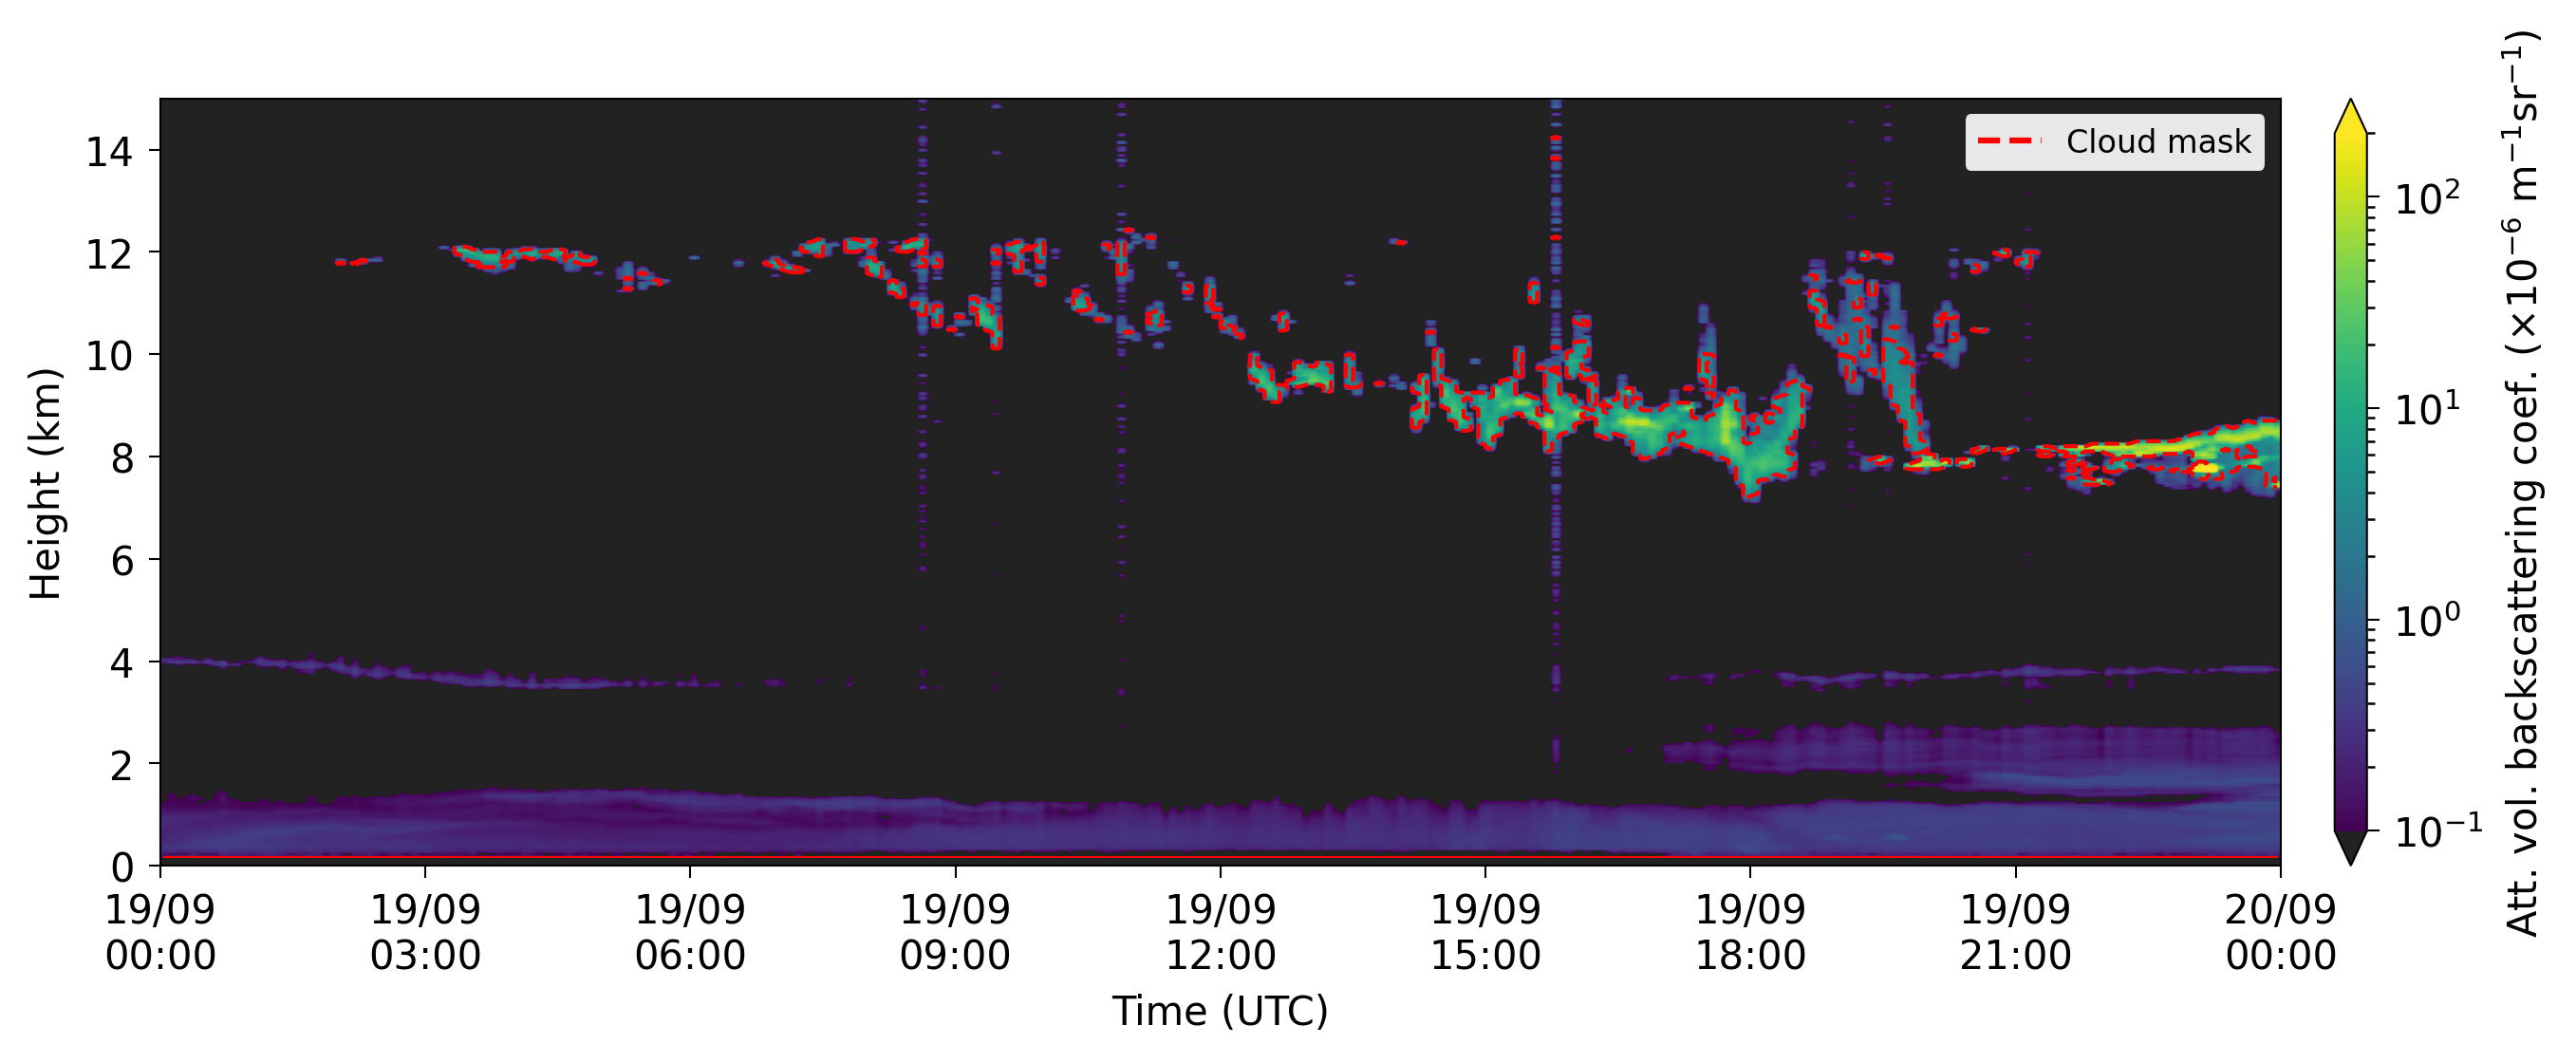 Cloud mask
14
12
10
8
6
4
2
0
Height (km)
19/09 19/09 19/09 19/09 19/09 19/09 19/09 19/09 20/09
00:00 03:00 06:00 09:00 12:00 15:00 18:00 21:00 00:00
Time (UTC)
10²
10¹
10⁰
10⁻¹
Att. vol. backscattering coef. (×10⁻⁶ m⁻¹sr⁻¹)